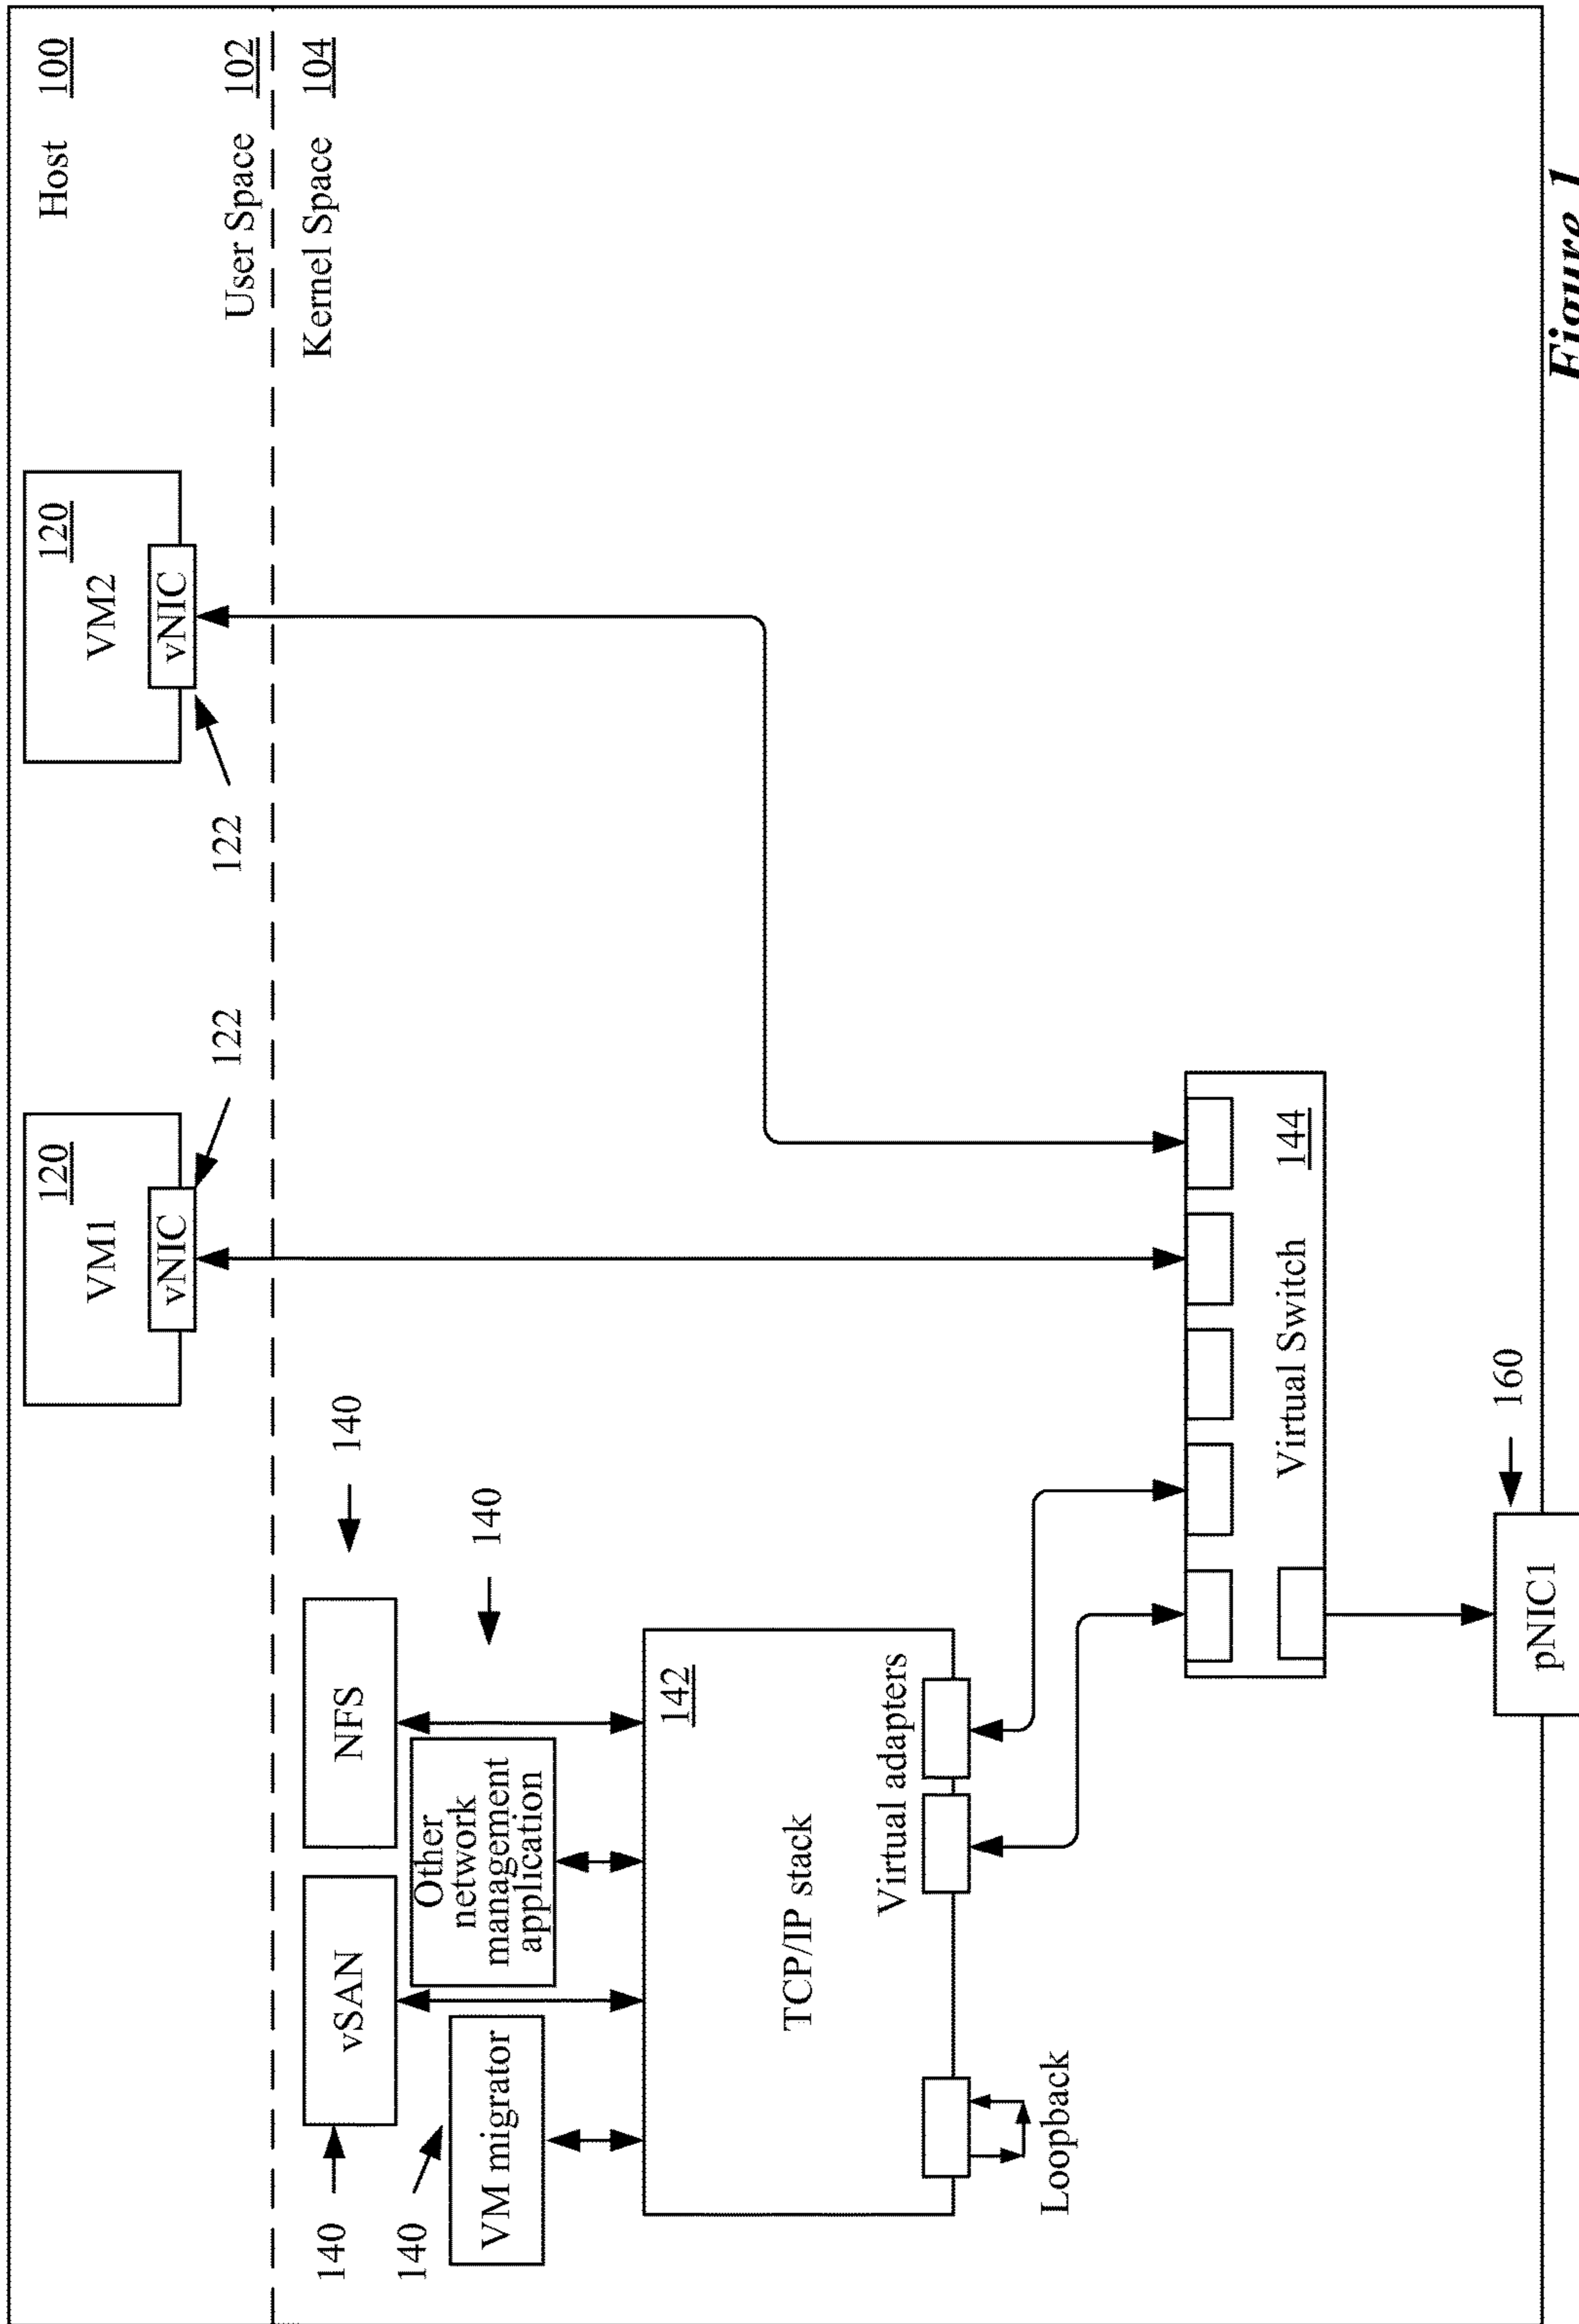 Host 100
User Space 102
Kernel Space 104
120
VM1
vNIC
122
120
VM2
vNIC
122
140
vSAN
NFS
140
140
VM migrator
Other
network
management
application
140
142
TCP/IP stack
Virtual adapters
Loopback
Virtual Switch 144
pNIC1
160
Figure 1